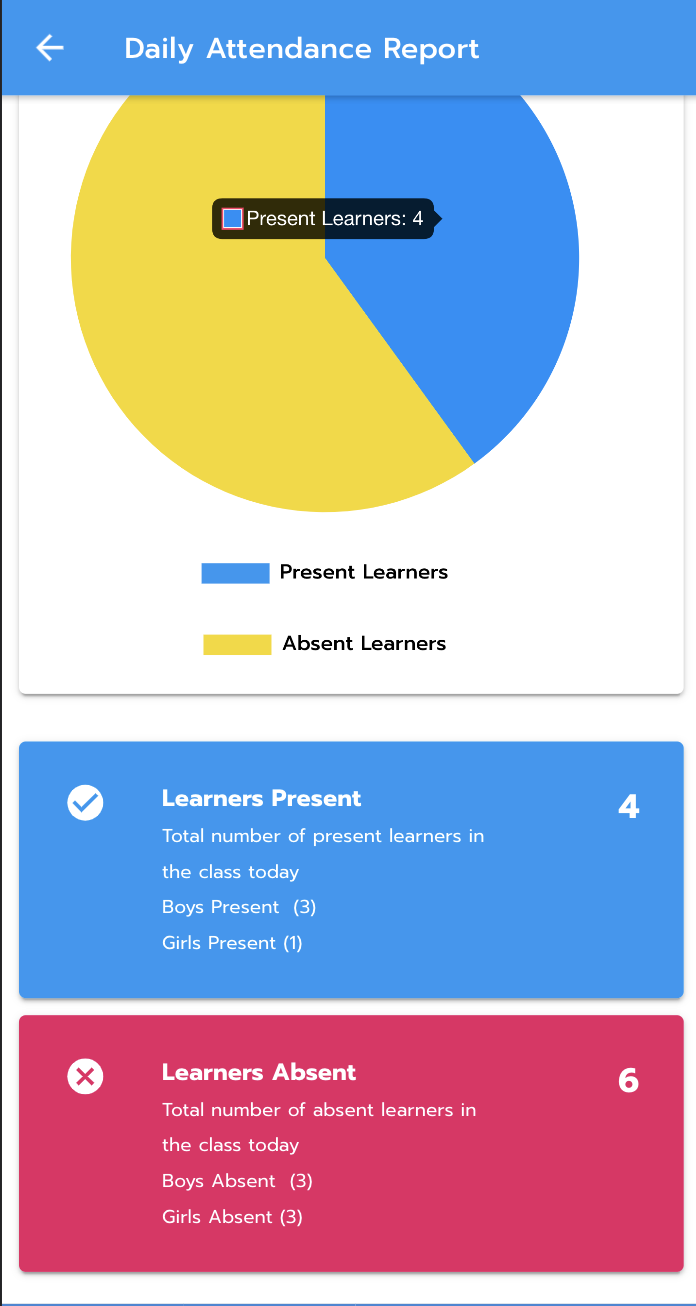 Daily Attendance Report
Present Learners: 4
Present Learners
Absent Learners
Learners Present
4
Total number of present learners in
the class today
Boys Present (3)
Girls Present (1)
Learners Absent
6
Total number of absent learners in
the class today
Boys Absent (3)
Girls Absent (3)